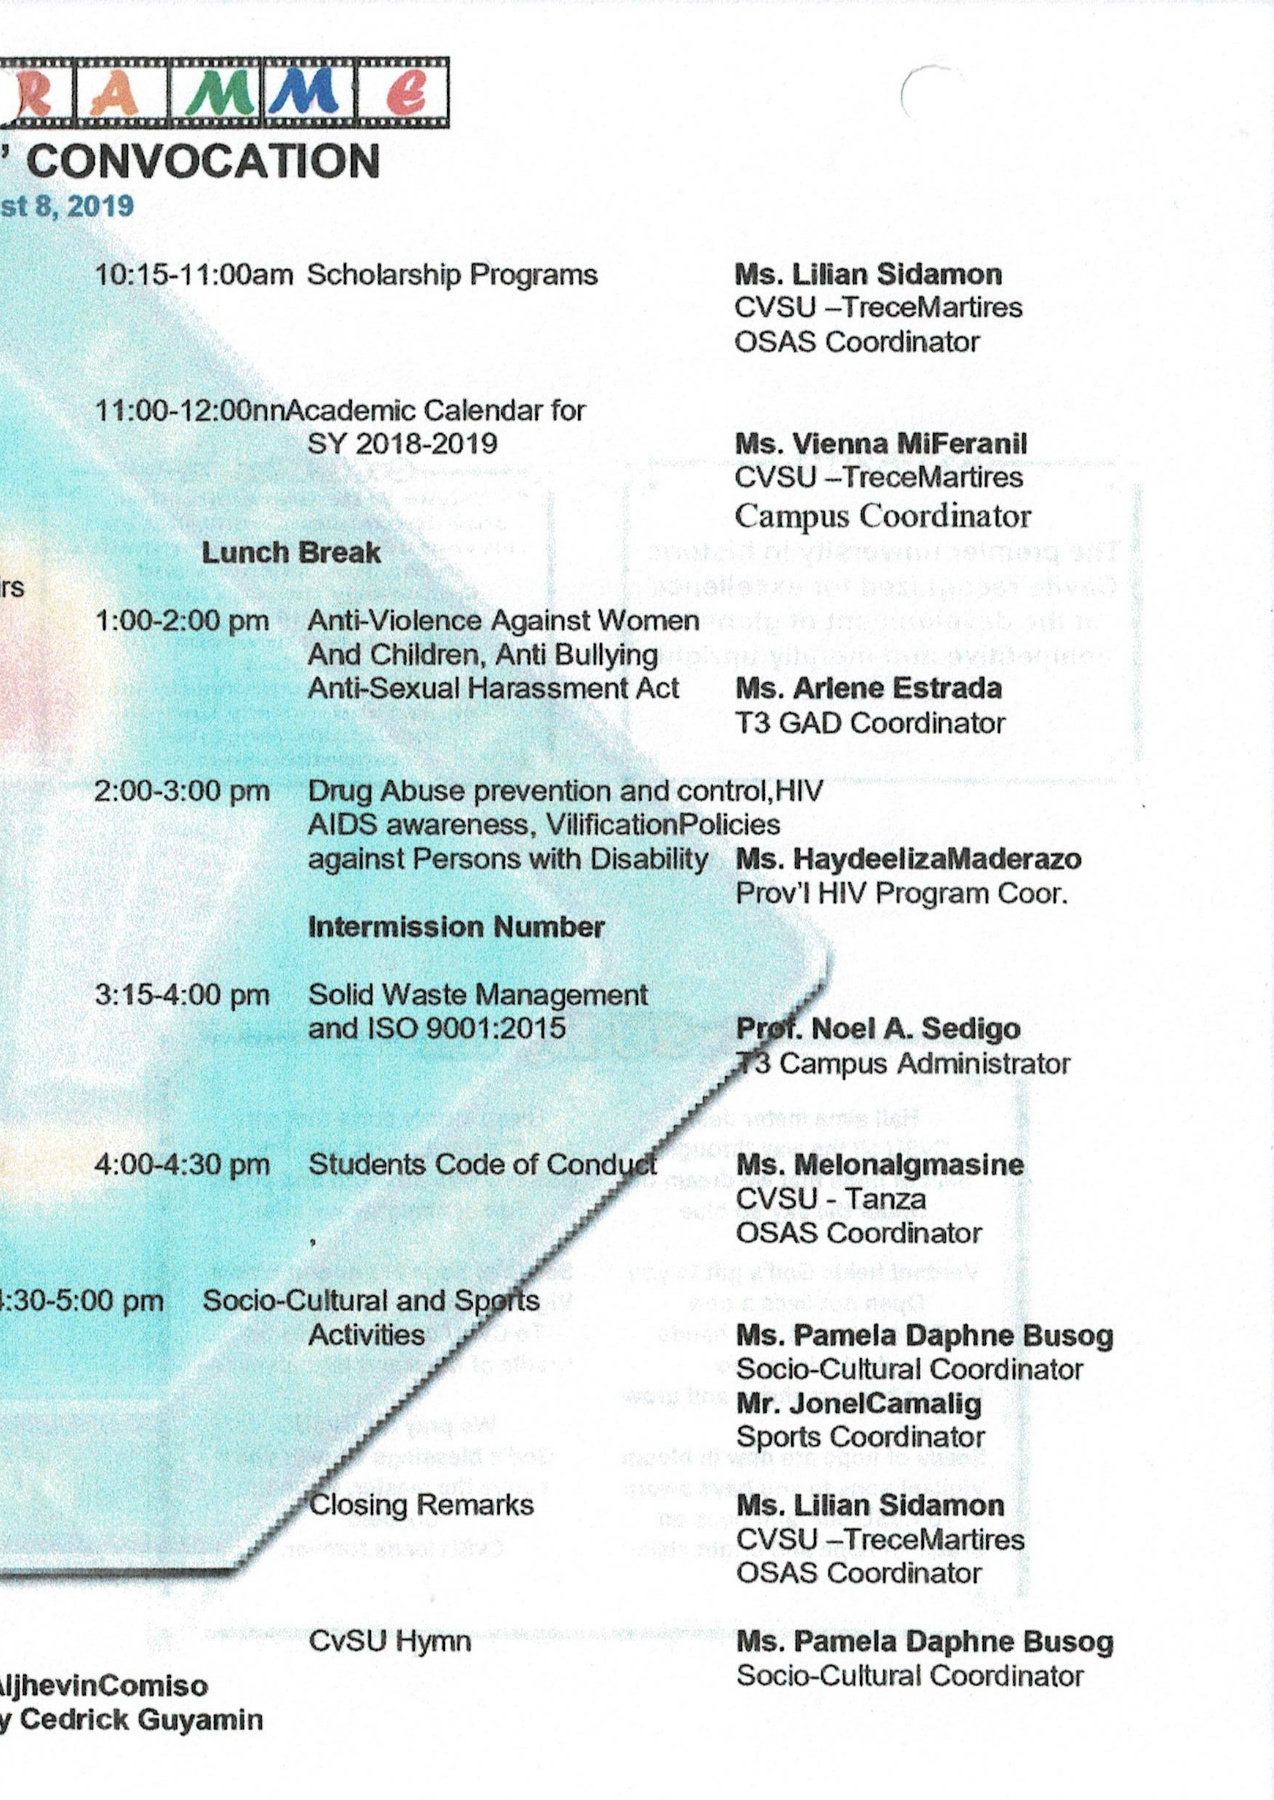 RAMME
’ CONVOCATION
st 8, 2019
10:15-11:00am Scholarship Programs Ms. Lilian Sidamon
CVSU –TreceMartires
OSAS Coordinator
11:00-12:00nnAcademic Calendar for
SY 2018-2019 Ms. Vienna MiFeranil
CVSU –TreceMartires
Campus Coordinator
Lunch Break
irs
1:00-2:00 pm Anti-Violence Against Women
And Children, Anti Bullying
Anti-Sexual Harassment Act Ms. Arlene Estrada
T3 GAD Coordinator
2:00-3:00 pm Drug Abuse prevention and control,HIV
AIDS awareness, VilificationPolicies
against Persons with Disability Ms. HaydeelizaMaderazo
Prov'l HIV Program Coor.
Intermission Number
3:15-4:00 pm Solid Waste Management
and ISO 9001:2015 Prof. Noel A. Sedigo
T3 Campus Administrator
4:00-4:30 pm Students Code of Conduct Ms. MelonaIgmasine
CVSU - Tanza
OSAS Coordinator
,
4:30-5:00 pm Socio-Cultural and Sports
Activities Ms. Pamela Daphne Busog
Socio-Cultural Coordinator
Mr. JonelCamalig
Sports Coordinator
Closing Remarks Ms. Lilian Sidamon
CVSU –TreceMartires
OSAS Coordinator
CvSU Hymn Ms. Pamela Daphne Busog
Socio-Cultural Coordinator
AljhevinComiso
y Cedrick Guyamin